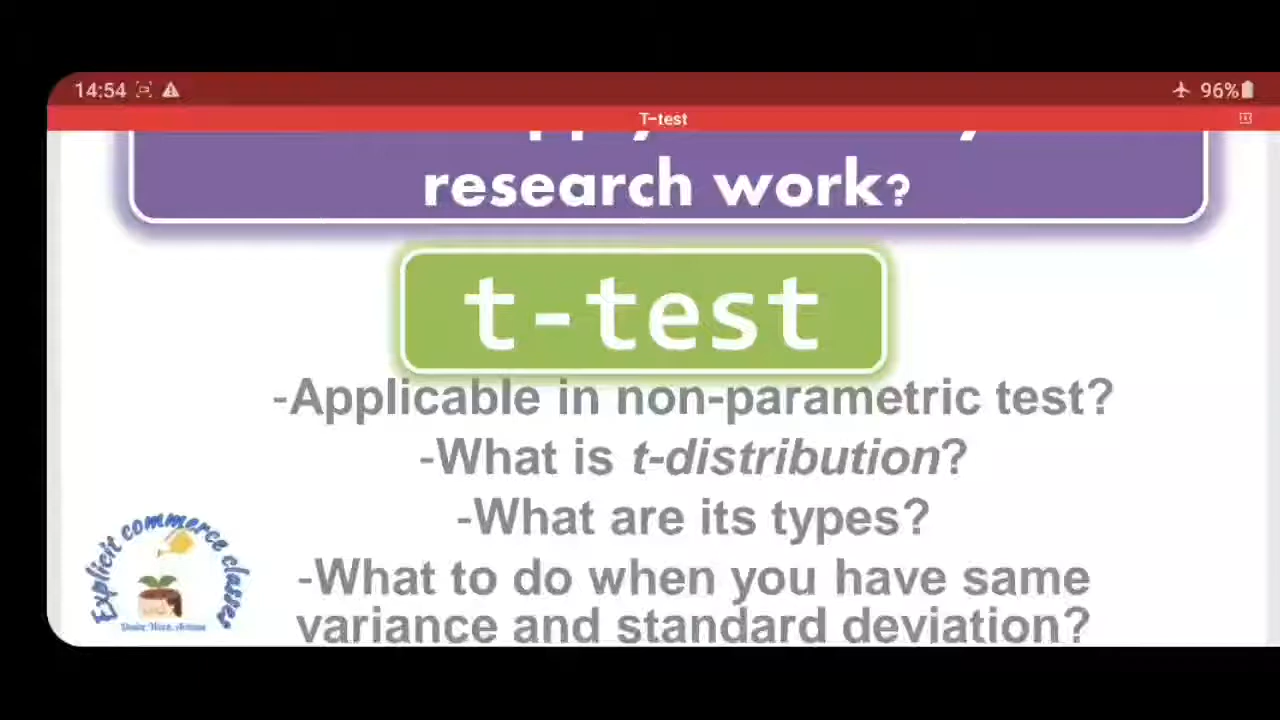 14:54 96%
T-test
research work?
t-test
-Applicable in non-parametric test?
-What is t-distribution?
-What are its types?
-What to do when you have same
variance and standard deviation?
Explicit commerce classes